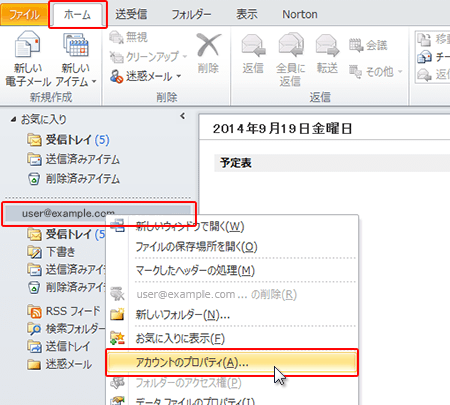 ファイル ホーム 送受信 フォルダー 表示 Norton
新しい電子メール
新しいアイテム
無視
クリーンアップ
迷惑メール
削除
返信
全員に返信
転送
会議
その他
移動
チー
返信
新規作成 削除 返信
お気に入り
受信トレイ (5)
送信済みアイテム
削除済みアイテム
2014年9月19日金曜日
予定表
user@example.com
受信トレイ (5
下書き
送信済みアイテ
削除済みアイテ
RSS フィード
検索フォルダー
送信トレイ
迷惑メール
新しいウィンドウで開く(W)
ファイルの保存場所を開く(O)
マークしたヘッダーの処理(M)
user@example.com ... の削除(R)
新しいフォルダー(N)...
お気に入りに表示(F)
アカウントのプロパティ(A)...
フォルダーのアクセス権(P)
データ ファイルのプロパティ(I)